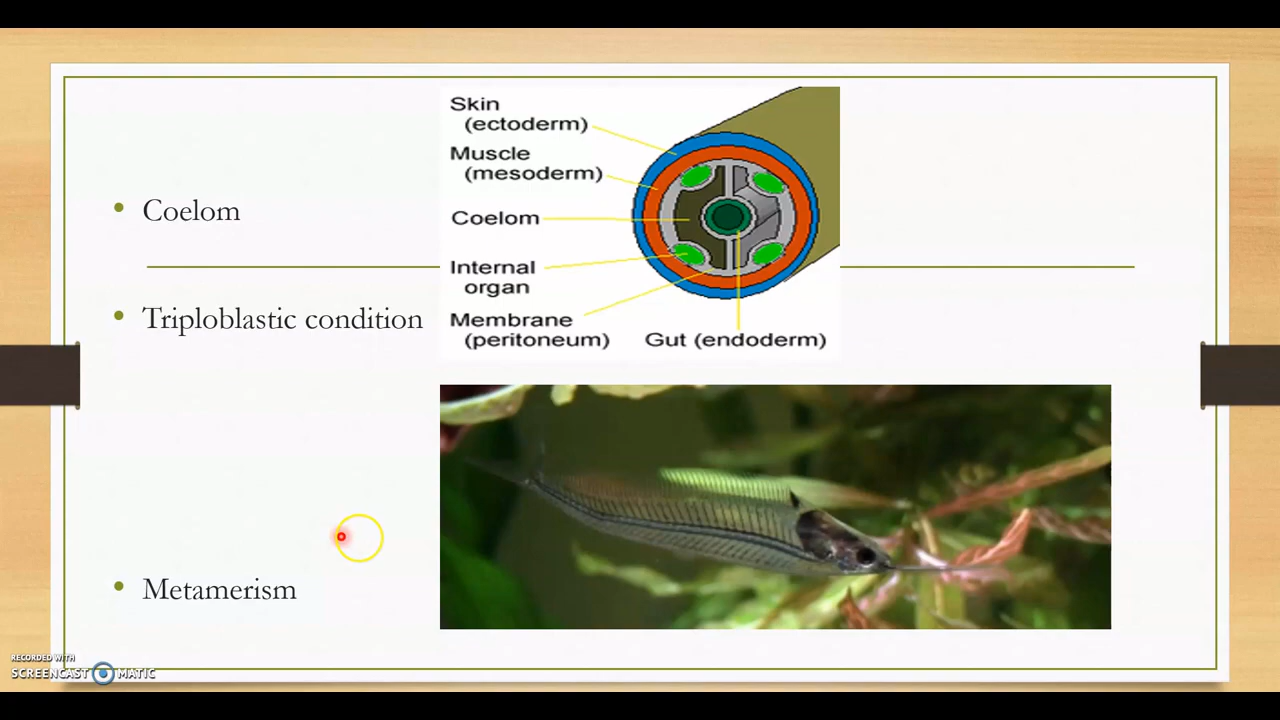 Skin
(ectoderm)
Muscle
(mesoderm)
Coelom
Internal
organ
Membrane
(peritoneum)
Gut (endoderm)
• Coelom
• Triploblastic condition
• Metamerism
RECORDED WITH
SCREENCAST MATIC